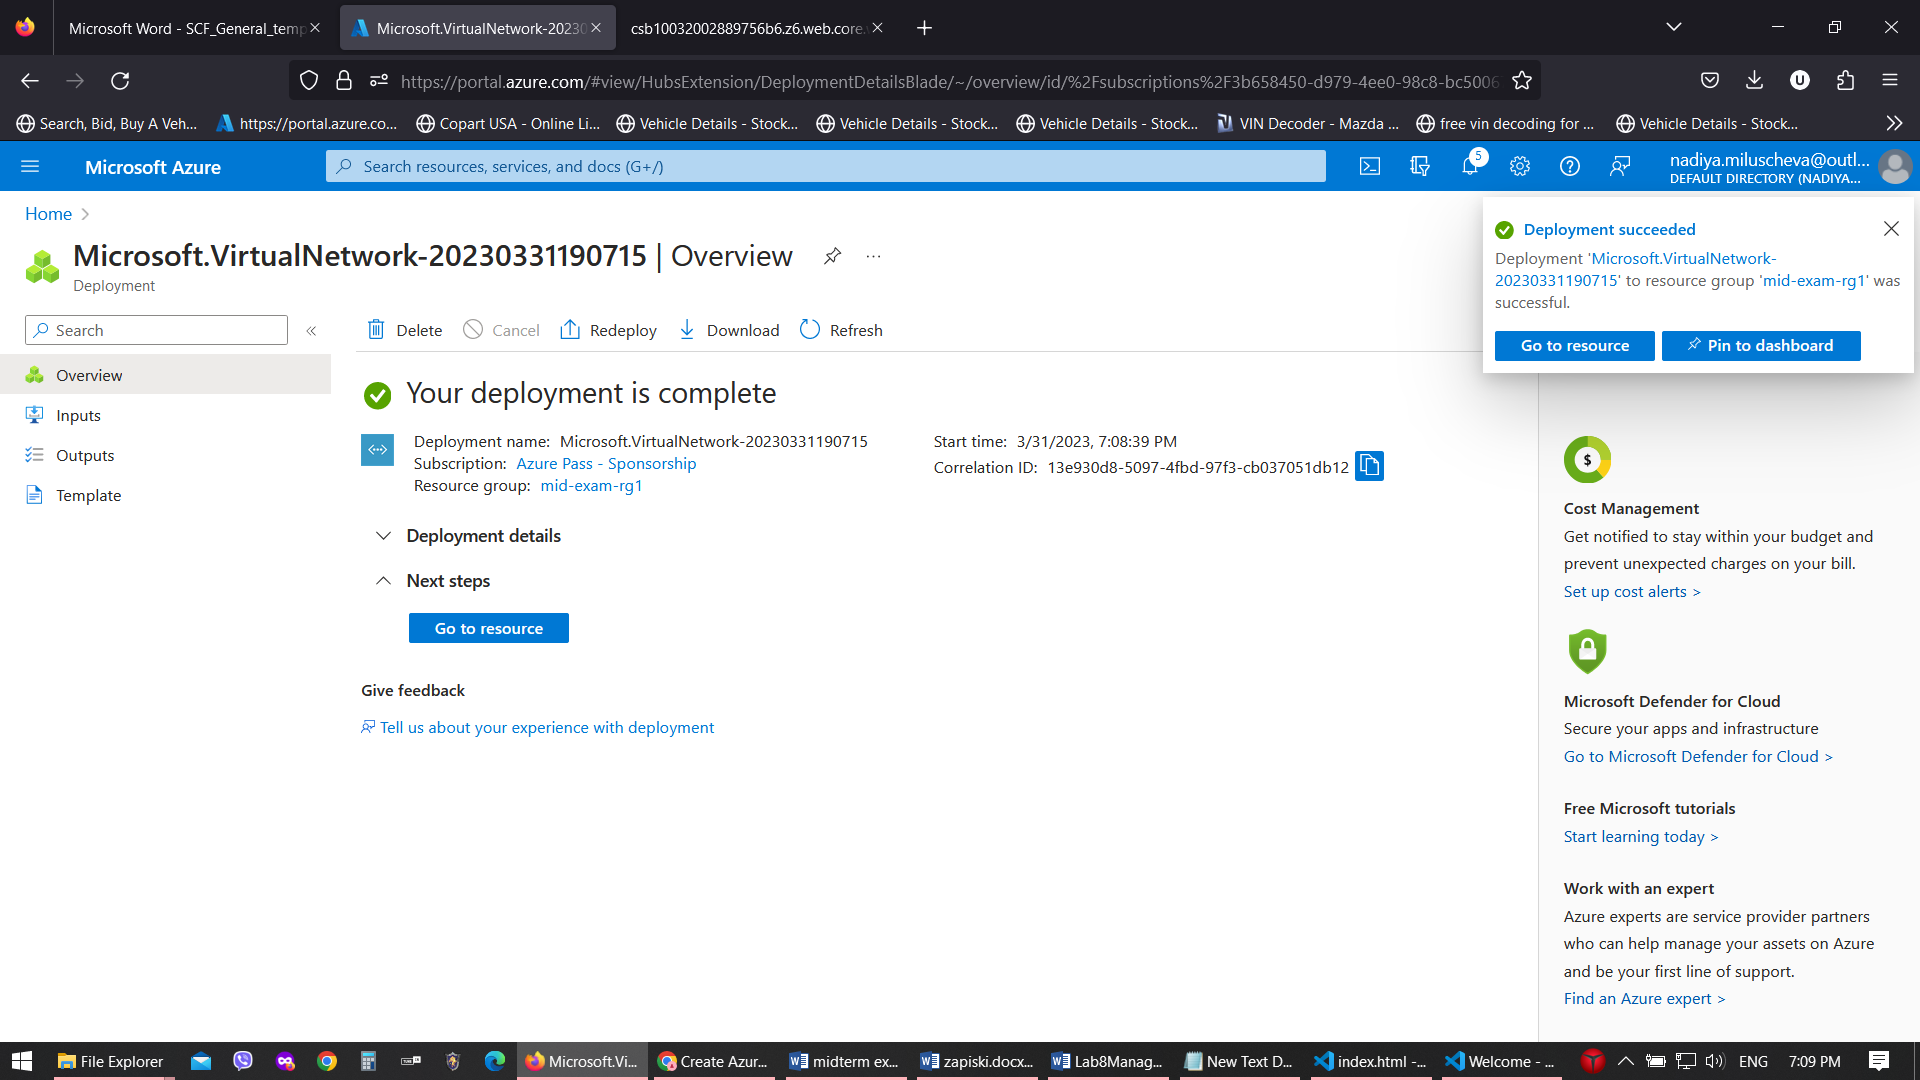 Microsoft Word - SCF_General_temp
Microsoft.VirtualNetwork-20230
csb10032002889756b6.z6.web.core.
https://portal.azure.com/#view/HubsExtension/DeploymentDetailsBlade/~/overview/id/%2Fsubscriptions%2F3b658450-d979-4ee0-98c8-bc5006
Search, Bid, Buy A Veh...
https://portal.azure.co...
Copart USA - Online Li...
Vehicle Details - Stock...
Vehicle Details - Stock...
Vehicle Details - Stock...
VIN Decoder - Mazda ...
free vin decoding for ...
Vehicle Details - Stock...
Microsoft Azure
Search resources, services, and docs (G+/)
5
nadiya.miluscheva@outl...
DEFAULT DIRECTORY (NADIYA...
Home
Microsoft.VirtualNetwork-20230331190715 | Overview
Deployment
Deployment succeeded
Deployment 'Microsoft.VirtualNetwork-
20230331190715' to resource group 'mid-exam-rg1' was
successful.
Go to resource
Pin to dashboard
Search
Delete
Cancel
Redeploy
Download
Refresh
Overview
Inputs
Outputs
Template
Your deployment is complete
Deployment name: Microsoft.VirtualNetwork-20230331190715
Subscription: Azure Pass - Sponsorship
Resource group: mid-exam-rg1
Start time: 3/31/2023, 7:08:39 PM
Correlation ID: 13e930d8-5097-4fbd-97f3-cb037051db12
Deployment details
Next steps
Go to resource
Give feedback
Tell us about your experience with deployment
$
Cost Management
Get notified to stay within your budget and
prevent unexpected charges on your bill.
Set up cost alerts >
Microsoft Defender for Cloud
Secure your apps and infrastructure
Go to Microsoft Defender for Cloud >
Free Microsoft tutorials
Start learning today >
Work with an expert
Azure experts are service provider partners
who can help manage your assets on Azure
and be your first line of support.
Find an Azure expert >
File Explorer
Microsoft.Vi...
Create Azur...
midterm ex...
zapiski.docx...
Lab8Manag...
New Text D...
index.html -...
Welcome - ...
ENG
7:09 PM